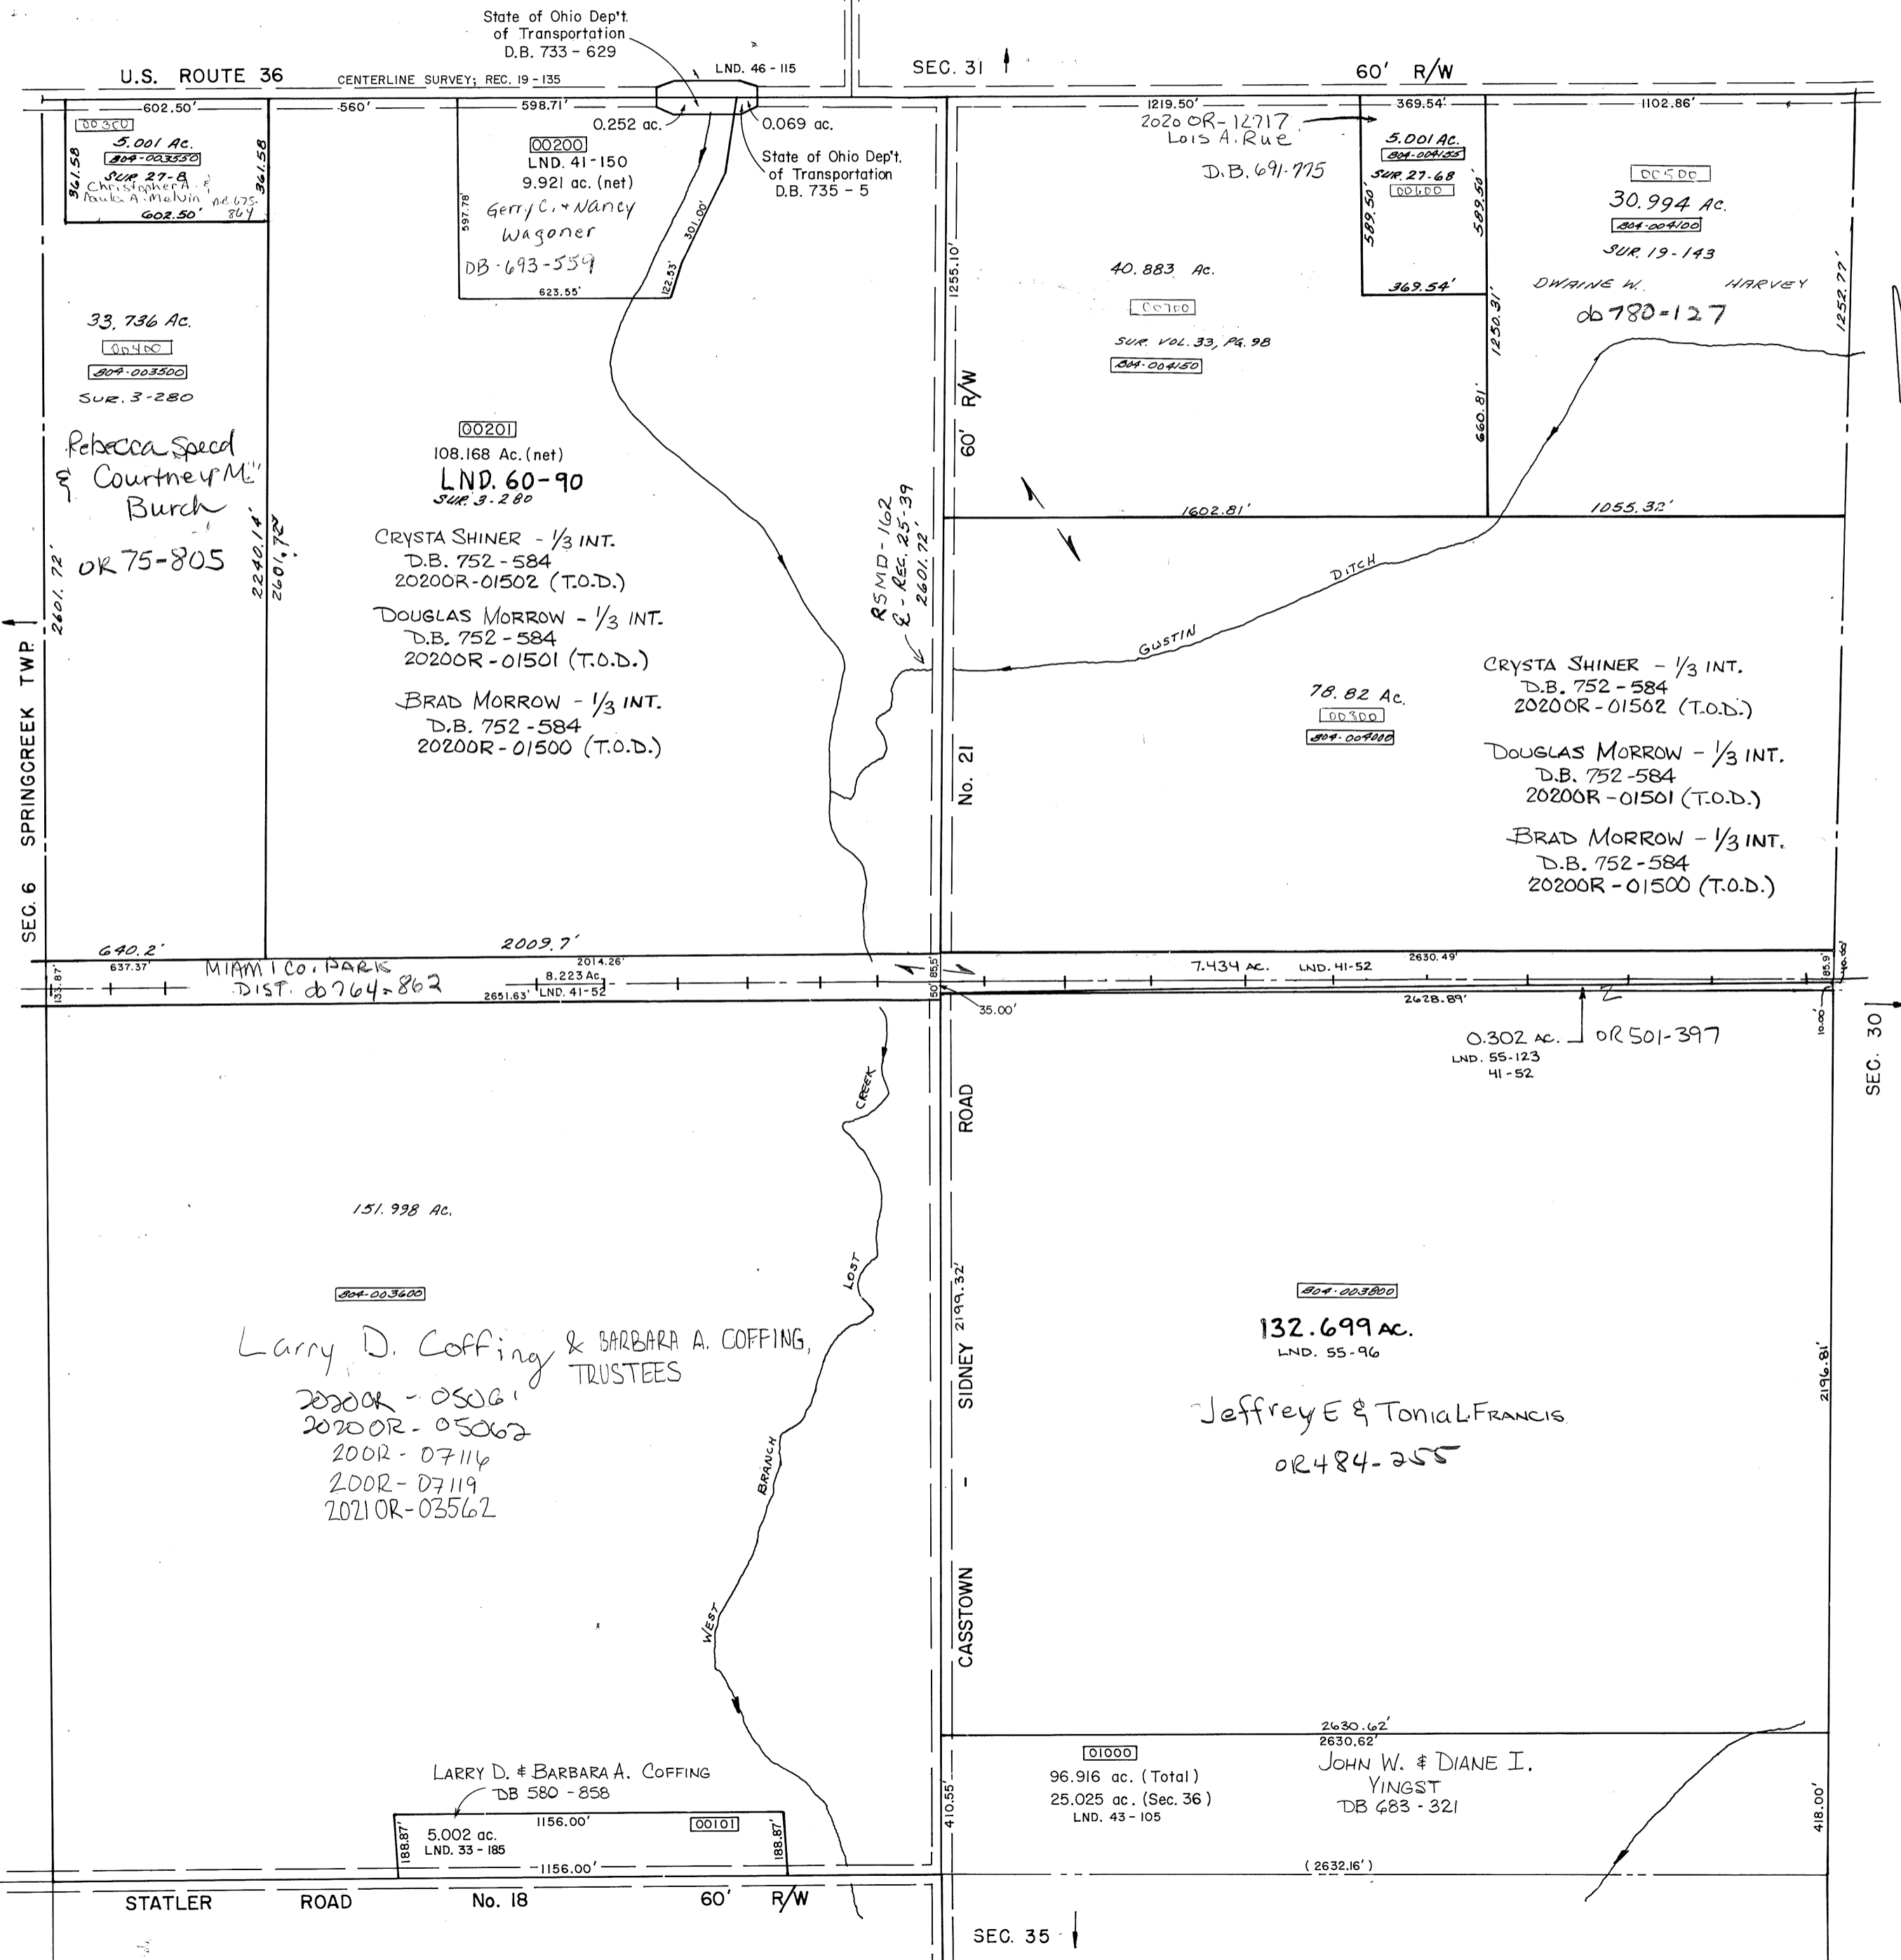 State of Ohio Dep't.
of Transportation
D.B. 733 - 629
LND. 46 - 115
SEC. 31
60' R/W
U.S. ROUTE 36
CENTERLINE SURVEY; REC. 19 - 135
602.50'
560'
598.71'
0.252 ac.
0.069 ac.
State of Ohio Dep't.
of Transportation
D.B. 735 - 5
00350
5.001 AC.
804-003550
SUR. 27-8
Christopher A. &
Paula A. Melvin
D.B. 675-
864
361.58
361.58
602.50'
00200
LND. 41-150
9.921 ac. (net)
Gerry C. + Nancy
Wagoner
DB-693-559
597.78'
301.00'
122.53'
623.55'
1219.50'
369.54'
1102.86'
2020 OR-12717
Lois A. Rue
D.B. 691-775
5.001 AC.
804-004155
SUR. 27-68
00600
589.50'
589.50'
369.54'
00500
30.994 AC.
804-004100
SUR. 19-143
DWAINE W. HARVEY
db 780=127
1252.77'
1250.31'
660.81'
1255.10'
40.883 AC.
00700
SUR. VOL. 33, PG. 98
804-004150
33.736 Ac.
00400
804-003500
SUR. 3-280
Rebecca Speed
& Courtney M.
Burch
OR 75-805
2601.72'
2240.14'
2601.72'
00201
108.168 Ac. (net)
LND. 60-90
SUR. 3-280
CRYSTA SHINER - 1/3 INT.
D.B. 752-584
2020OR-01502 (T.O.D.)
DOUGLAS MORROW - 1/3 INT.
D.B. 752-584
2020OR-01501 (T.O.D.)
BRAD MORROW - 1/3 INT.
D.B. 752-584
2020OR-01500 (T.O.D.)
RSMD-162
℄ - REC. 25-39
2601.72'
60' R/W
1602.81'
1055.32'
GUSTIN DITCH
78.82 Ac.
00300
804-004000
CRYSTA SHINER - 1/3 INT.
D.B. 752-584
2020OR-01502 (T.O.D.)
DOUGLAS MORROW - 1/3 INT.
D.B. 752-584
2020OR-01501 (T.O.D.)
BRAD MORROW - 1/3 INT.
D.B. 752-584
2020OR-01500 (T.O.D.)
SEC. 6 SPRINGCREEK TWP.
No. 21
640.2'
2009.7'
637.37'
MIAMI CO. PARK
DIST. db 764=862
133.87'
2014.26'
8.223 Ac.
2651.63' LND. 41-52
85.5'
50'
35.00'
7.434 AC. LND. 41-52
2630.49'
2628.89'
85.9'
40.00'
10.00'
Z
0.302 AC. OR 501-397
LND. 55-123
41-52
SEC. 30
151.998 AC.
804-003600
Larry D. Coffing & BARBARA A. COFFING,
TRUSTEES
2020OR - 05061
2020OR - 05062
200R - 07116
200R - 07119
2021OR-03562
WEST BRANCH LOST CREEK
CASSTOWN - SIDNEY ROAD
2199.32'
804-003800
132.699 AC.
LND. 55-96
Jeffrey E & Tonia L. FRANCIS
OR 484-255
2196.81'
2630.62'
2630.62'
01000
96.916 ac. (Total)
25.025 ac. (Sec. 36)
LND. 43-105
JOHN W. & DIANE I.
YINGST
DB 683-321
410.55'
418.00'
(2632.16')
LARRY D. & BARBARA A. COFFING
DB 580-858
188.87'
1156.00'
5.002 ac.
LND. 33-185
00101
188.87'
1156.00'
STATLER ROAD No. 18 60' R/W
SEC. 35